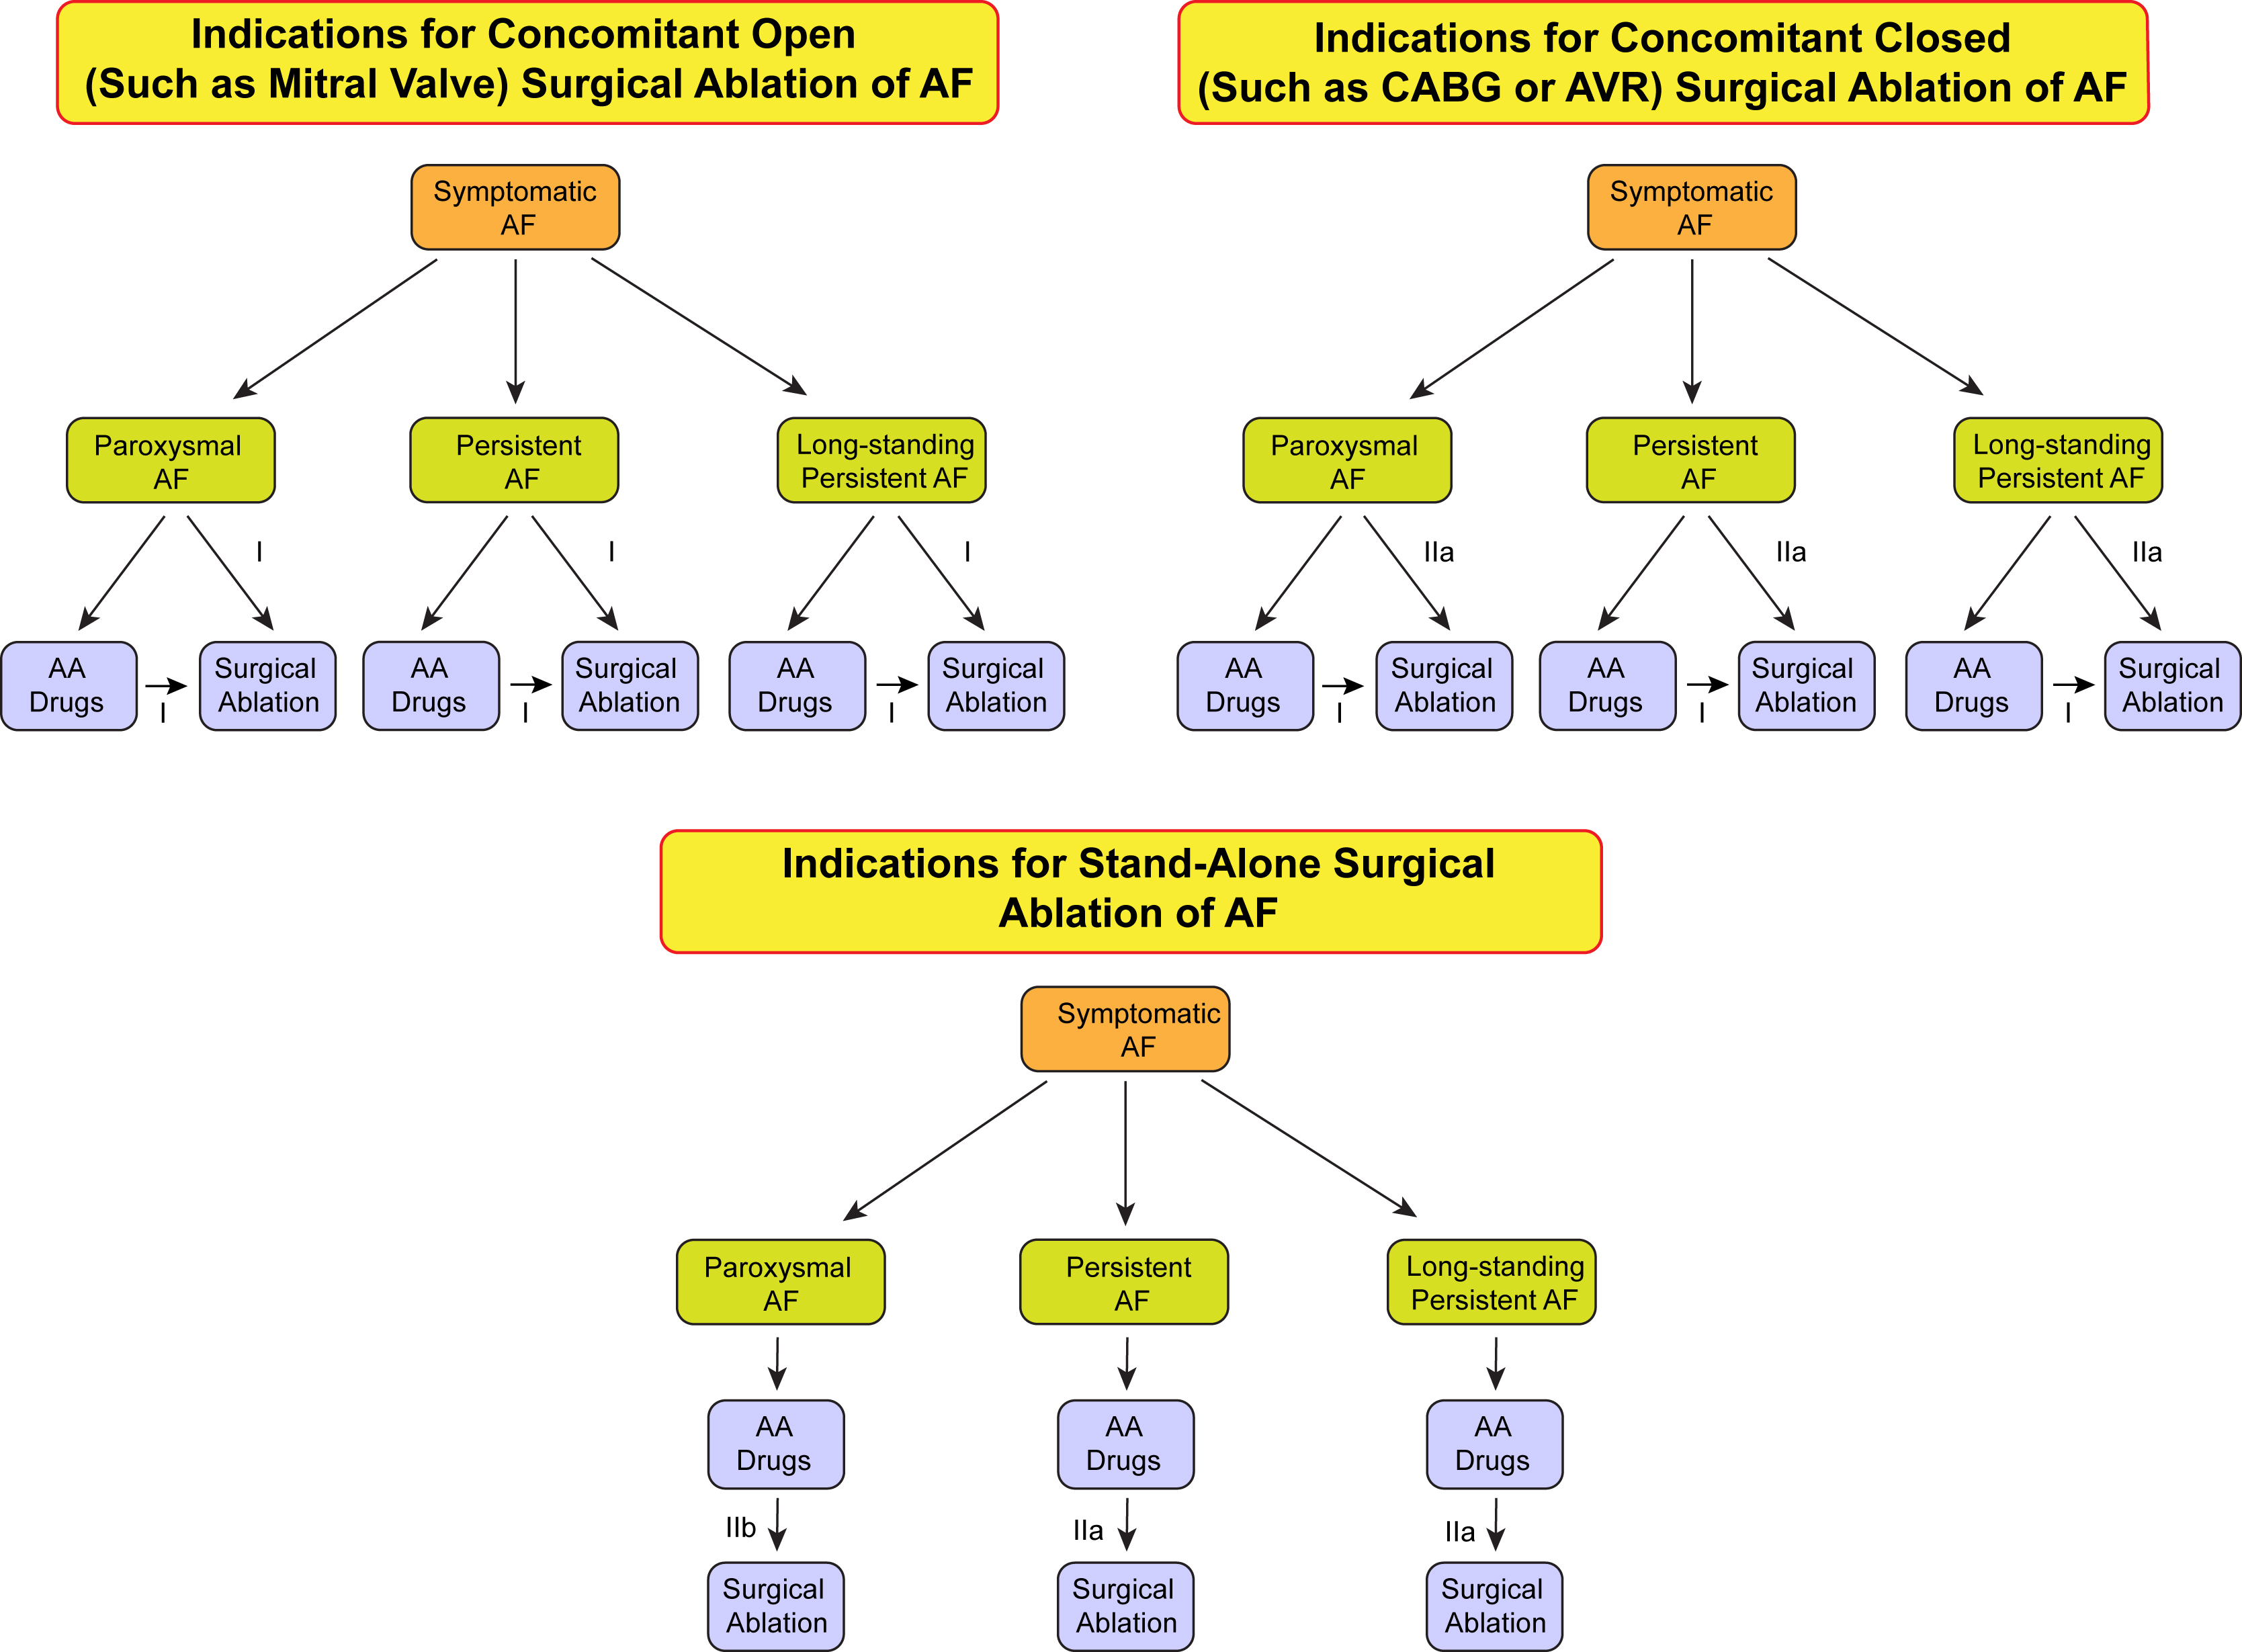 Indications for Concomitant Open
(Such as Mitral Valve) Surgical Ablation of AF
Symptomatic
AF
Paroxysmal
AF
Persistent
AF
Long-standing
Persistent AF
I
I
I
AA
Drugs
I
Surgical
Ablation
AA
Drugs
I
Surgical
Ablation
AA
Drugs
I
Surgical
Ablation
Indications for Concomitant Closed
(Such as CABG or AVR) Surgical Ablation of AF
Symptomatic
AF
Paroxysmal
AF
Persistent
AF
Long-standing
Persistent AF
IIa
IIa
IIa
AA
Drugs
I
Surgical
Ablation
AA
Drugs
I
Surgical
Ablation
AA
Drugs
I
Surgical
Ablation
Indications for Stand-Alone Surgical
Ablation of AF
Symptomatic
AF
Paroxysmal
AF
Persistent
AF
Long-standing
Persistent AF
AA
Drugs
AA
Drugs
AA
Drugs
IIb
IIa
IIa
Surgical
Ablation
Surgical
Ablation
Surgical
Ablation